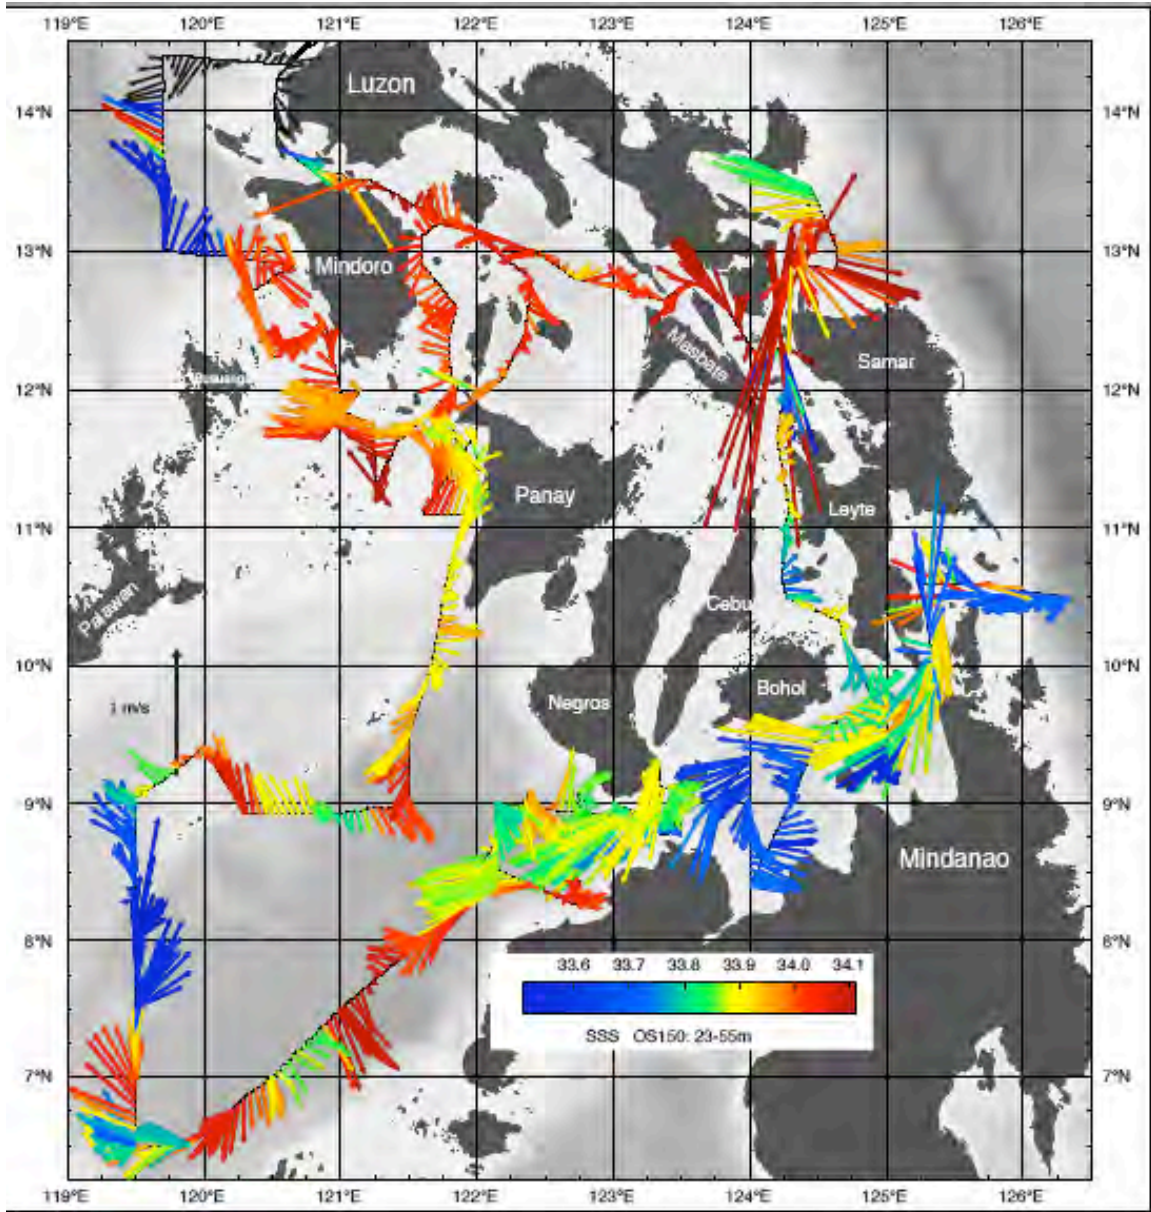 119°E 120°E 121°E 122°E 123°E 124°E 125°E 126°E
Luzon
14°N 14°N
13°N 13°N
Mindoro
Masbate
Samar
12°N 12°N
Panay
Leyte
11°N 11°N
Palawan
Cebu
10°N 10°N
Bohol
Negros
1 m/s
9°N 9°N
Mindanao
8°N 8°N
33.6 33.7 33.8 33.9 34.0 34.1
SSS OS150: 23-55m
7°N 7°N
119°E 120°E 121°E 122°E 123°E 124°E 125°E 126°E